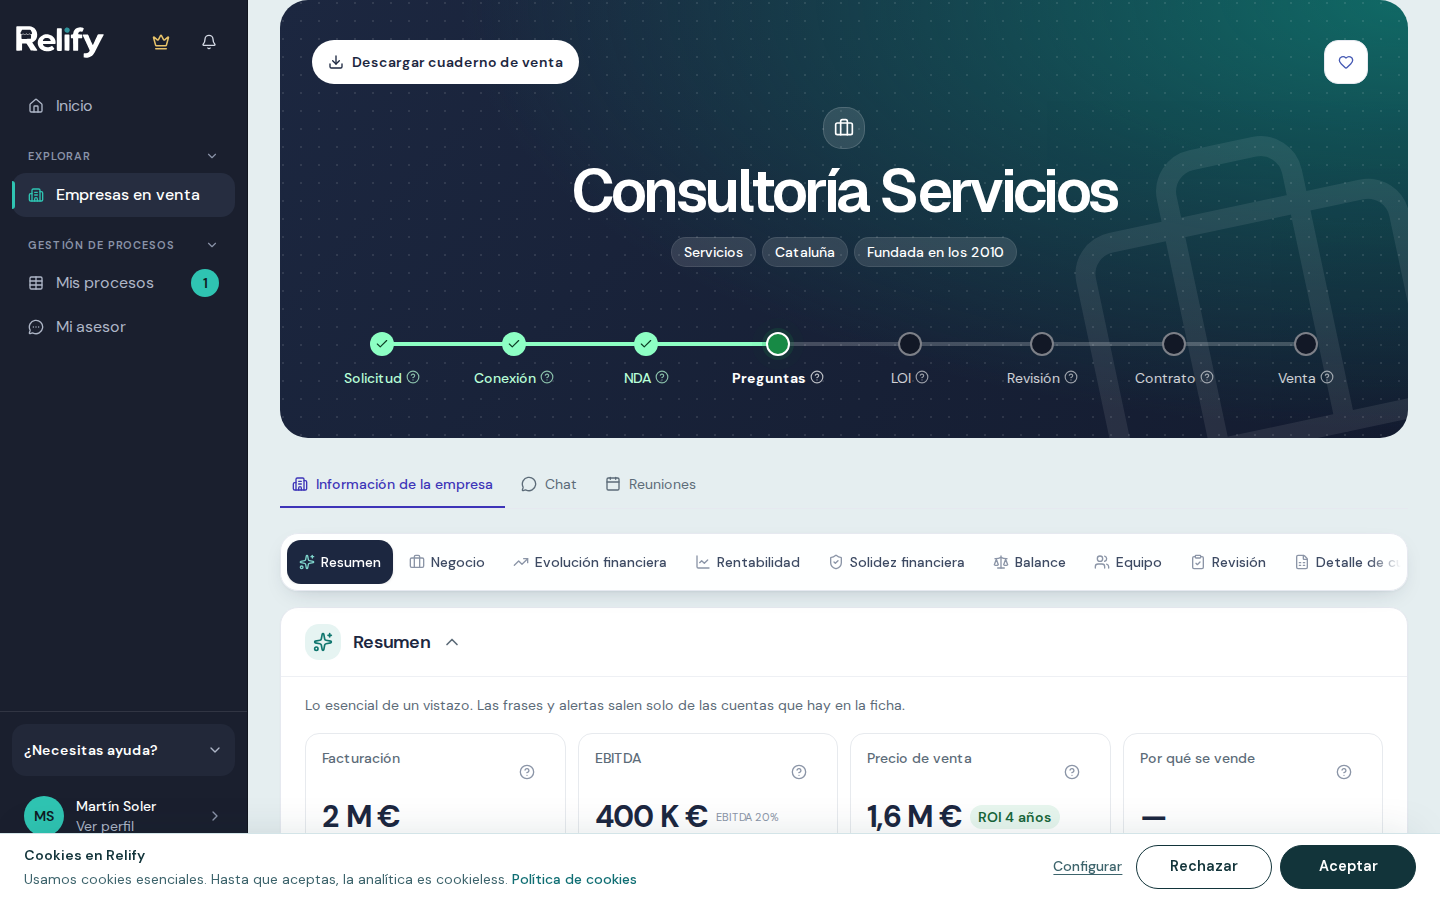 Relify
Inicio
EXPLORAR
Empresas en venta
GESTIÓN DE PROCESOS
Mis procesos 1
Mi asesor
¿Necesitas ayuda?
MS
Martín Soler
Ver perfil
Descargar cuaderno de venta
Consultoría Servicios
Servicios Cataluña Fundada en los 2010
Solicitud Conexión NDA Preguntas LOI Revisión Contrato Venta
Información de la empresa Chat Reuniones
Resumen Negocio Evolución financiera Rentabilidad Solidez financiera Balance Equipo Revisión Detalle de
Resumen
Lo esencial de un vistazo. Las frases y alertas salen solo de las cuentas que hay en la ficha.
Facturación EBITDA Precio de venta Por qué se vende
2 M € 400 K € EBITDA 20% 1,6 M € ROI 4 años —
Cookies en Relify
Usamos cookies esenciales. Hasta que aceptas, la analítica es cookieless. Política de cookies
Configurar Rechazar Aceptar